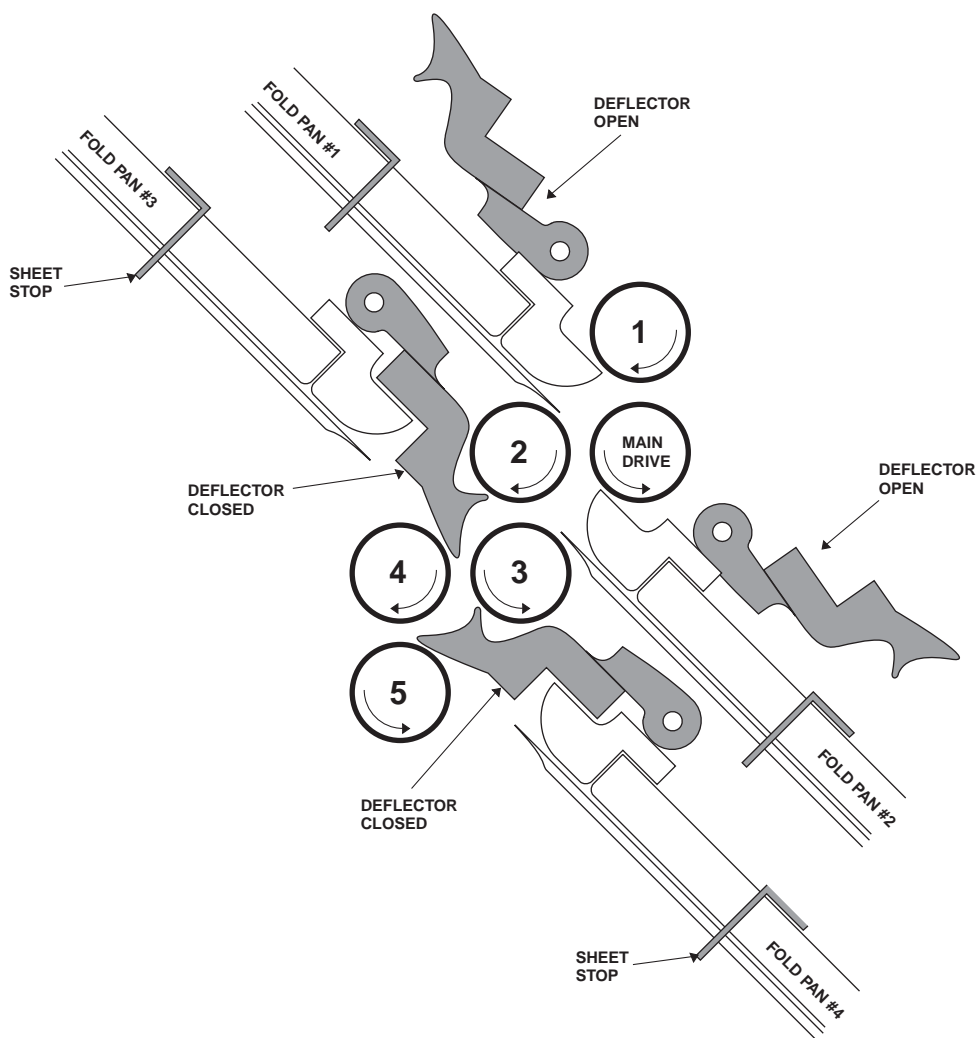 DEFLECTOR
OPEN
FOLD PAN #1
FOLD PAN #3
SHEET
STOP
1
2
MAIN
DRIVE
DEFLECTOR
OPEN
DEFLECTOR
CLOSED
4
3
5
DEFLECTOR
CLOSED
FOLD PAN #2
SHEET
STOP
FOLD PAN #4